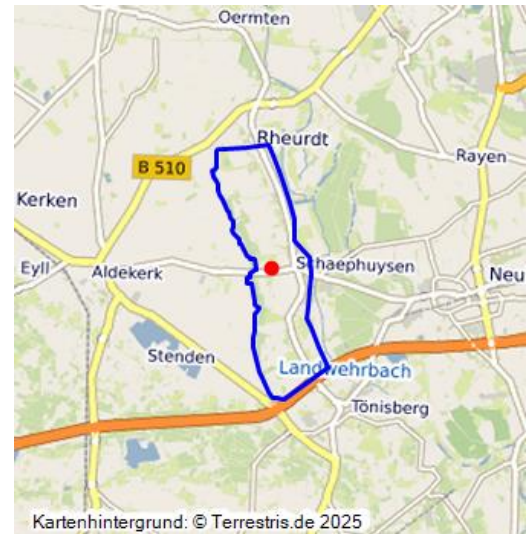 Oermten
Rheurdt
B 510
Rayen
Kerken
Schaephuysen
Eyll
Aldekerk
Neu
Stenden
Landwehrbach
Tönisberg
Kartenhintergrund: © Terrestris.de 2025